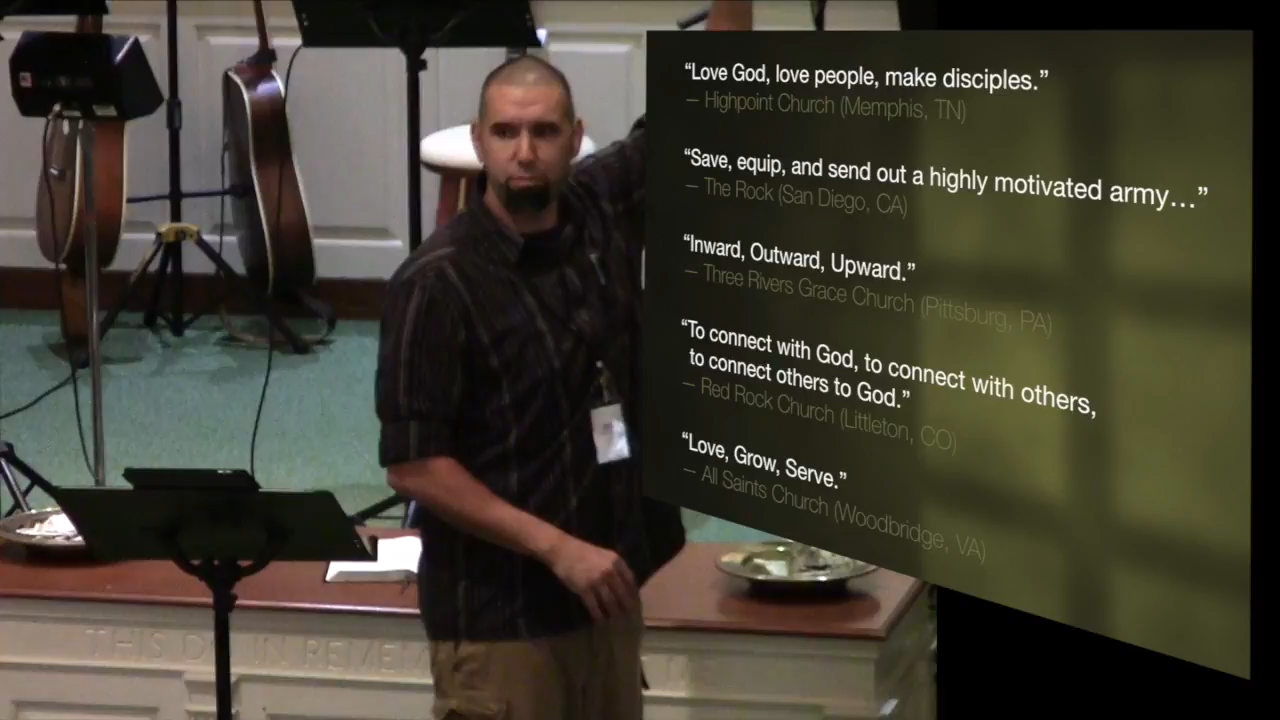 “Love God, love people, make disciples.”
– Highpoint Church (Memphis, TN)
“Save, equip, and send out a highly motivated army…”
– The Rock (San Diego, CA)
“Inward, Outward, Upward.”
– Three Rivers Grace Church (Pittsburg, PA)
“To connect with God, to connect with others,
to connect others to God.”
– Red Rock Church (Littleton, CO)
“Love, Grow, Serve.”
– All Saints Church (Woodbridge, VA)
THIS D IN REMEM